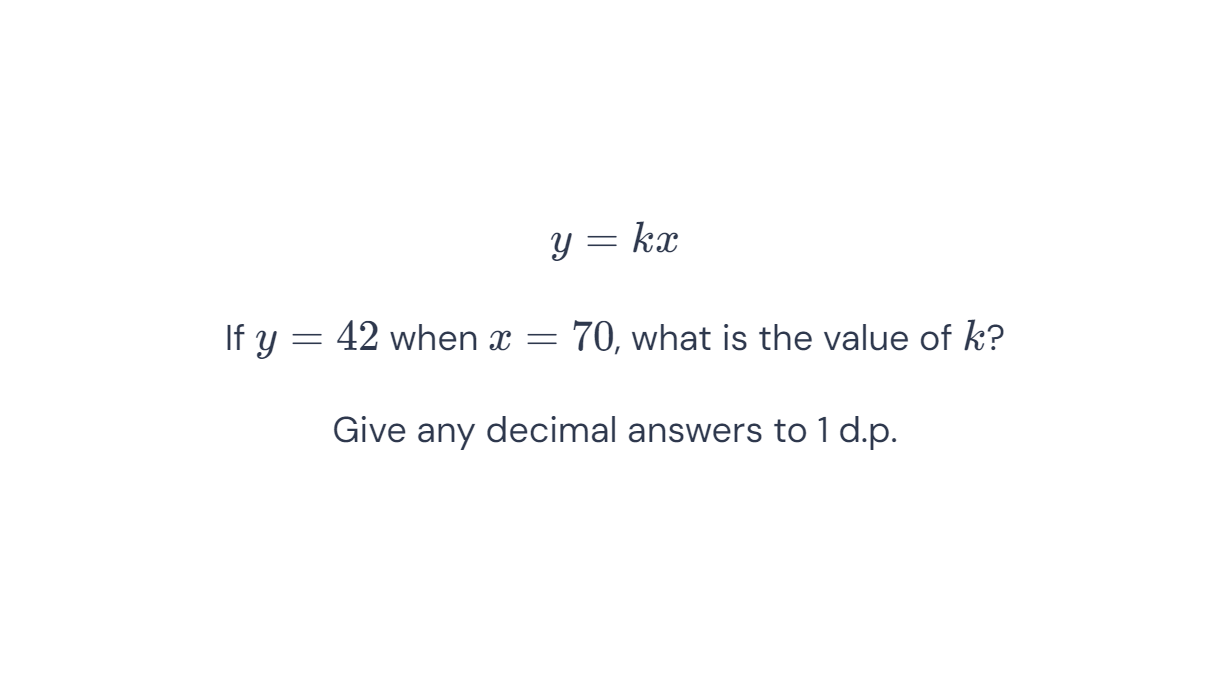 y = kx
If y = 42 when x = 70, what is the value of k?
Give any decimal answers to 1 d.p.